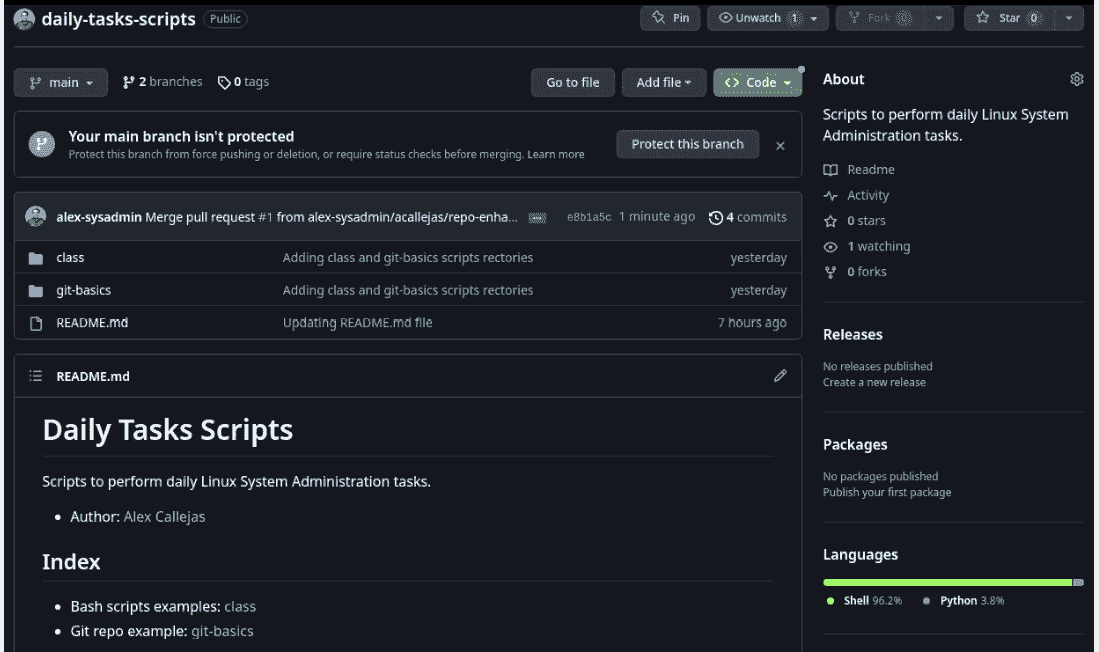 daily-tasks-scripts Public
Pin Unwatch 1 Fork 0 Star 0
main 2 branches 0 tags Go to file Add file Code
Your main branch isn't protected
Protect this branch from force pushing or deletion, or require status checks before merging. Learn more
Protect this branch
alex-sysadmin Merge pull request #1 from alex-sysadmin/acallejas/repo-enha... e8b1a5c 1 minute ago 4 commits
class Adding class and git-basics scripts rectories yesterday
git-basics Adding class and git-basics scripts rectories yesterday
README.md Updating README.md file 7 hours ago
README.md
Daily Tasks Scripts
Scripts to perform daily Linux System Administration tasks.
Author: Alex Callejas
Index
Bash scripts examples: class
Git repo example: git-basics
About
Scripts to perform daily Linux System
Administration tasks.
Readme
Activity
0 stars
1 watching
0 forks
Releases
No releases published
Create a new release
Packages
No packages published
Publish your first package
Languages
Shell 96.2% Python 3.8%